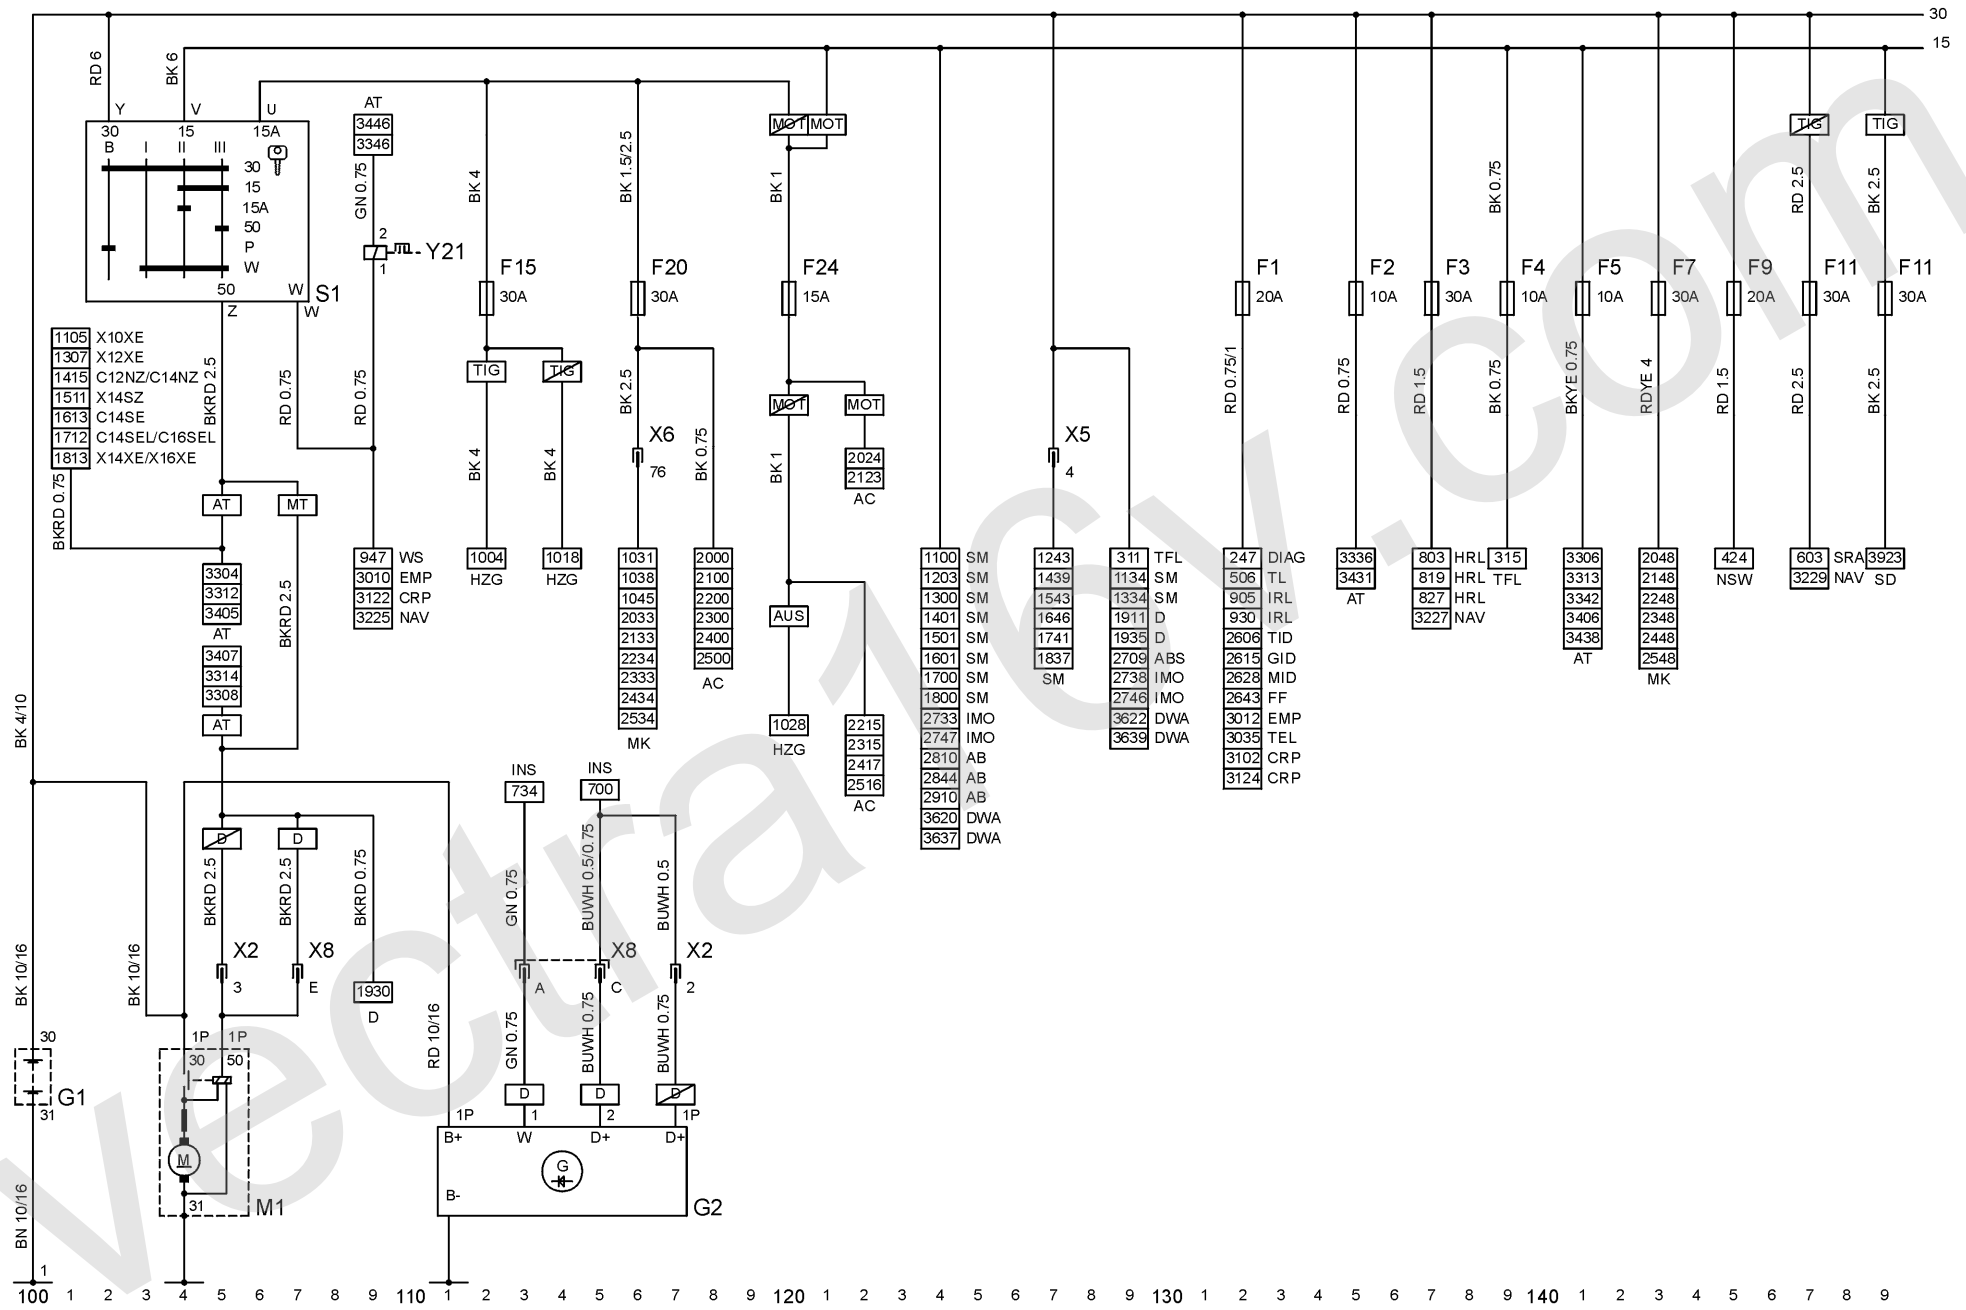 30
15
RD 6
BK 6
Y
V
U
30
15
15A
B
I
II
III
30
15
15A
50
P
W
50
W
S1
Z
W
AT
3446
3346
GN 0.75
2
1
Y21
RD 0.75
RD 0.75
BK 4
F15
30A
TIG
TIG
BK 4
BK 4
1004
HZG
1018
HZG
BK 1.5/2.5
F20
30A
BK 2.5
X6
76
BK 0.75
1031
1038
1045
2033
2133
2234
2333
2434
2534
MK
2000
2100
2200
2300
2400
2500
AC
MOT
MOT
BK 1
F24
15A
MOT
MOT
2024
2123
AC
BK 1
AUS
1028
HZG
2215
2315
2417
2516
AC
1100 SM
1203 SM
1300 SM
1401 SM
1501 SM
1601 SM
1700 SM
1800 SM
2733 IMO
2747 IMO
2810 AB
2844 AB
2910 AB
3620 DWA
3637 DWA
X5
4
1243
1439
1543
1646
1741
1837
SM
311 TFL
1134 SM
1334 SM
1911 D
1935 D
2709 ABS
2738 IMO
2746 IMO
3622 DWA
3639 DWA
F1
20A
RD 0.75/1
247 DIAG
506 TL
905 IRL
930 IRL
2606 TID
2615 GID
2628 MID
2643 FF
3012 EMP
3035 TEL
3102 CRP
3124 CRP
F2
10A
RD 0.75
3336
3431
AT
F3
30A
RD 1.5
803 HRL
819 HRL
827 HRL
3227 NAV
BK 0.75
F4
10A
BK 0.75
315
TFL
F5
10A
BKYE 0.75
3306
3313
3342
3406
3438
AT
F7
30A
RDYE 4
2048
2148
2248
2348
2448
2548
MK
F9
20A
RD 1.5
424
NSW
TIG
RD 2.5
F11
30A
RD 2.5
603 SRA
3229 NAV
TIG
BK 2.5
F11
30A
BK 2.5
3923
SD
1105 X10XE
1307 X12XE
1415 C12NZ/C14NZ
1511 X14SZ
1613 C14SE
1712 C14SEL/C16SEL
1813 X14XE/X16XE
BKRD 0.75
BKRD 2.5
AT
MT
3304
3312
3405
AT
3407
3314
3308
AT
BKRD 2.5
947 WS
3010 EMP
3122 CRP
3225 NAV
BK 4/10
D
D
BKRD 2.5
BKRD 2.5
BKRD 0.75
X2
3
X8
E
1930
D
BK 10/16
BK 10/16
RD 10/16
INS
734
INS
700
GN 0.75
BUWH 0.5/0.75
BUWH 0.5
A
X8
C
X2
2
GN 0.75
BUWH 0.75
BUWH 0.75
D
D
D
1P
1
2
1P
B+
W
D+
D+
G
B-
G2
30
G1
31
BN 10/16
1
1P
1P
30
50
M
31
M1
100 1 2 3 4 5 6 7 8 9 110 1 2 3 4 5 6 7 8 9 120 1 2 3 4 5 6 7 8 9 130 1 2 3 4 5 6 7 8 9 140 1 2 3 4 5 6 7 8 9
vectra16v.com